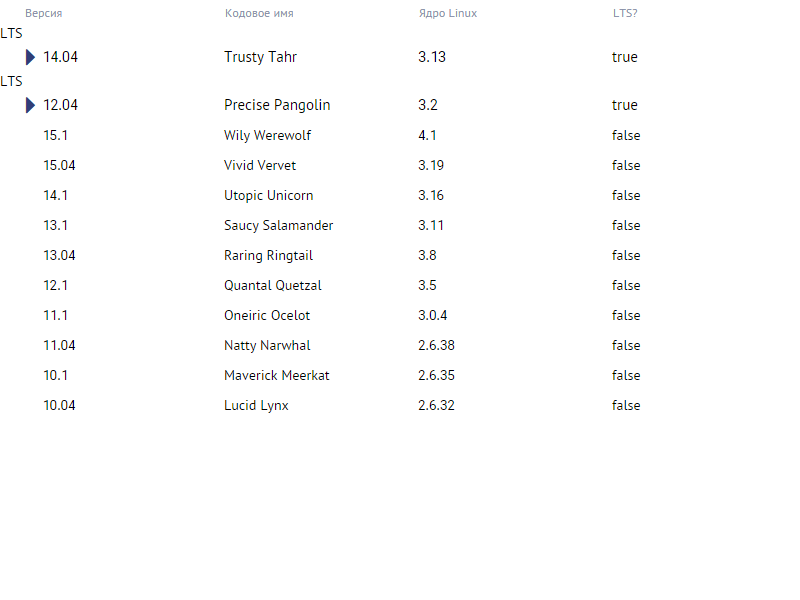 Версия Кодовое имя Ядро Linux LTS?
LTS
14.04 Trusty Tahr 3.13 true
LTS
12.04 Precise Pangolin 3.2 true
15.1 Wily Werewolf 4.1 false
15.04 Vivid Vervet 3.19 false
14.1 Utopic Unicorn 3.16 false
13.1 Saucy Salamander 3.11 false
13.04 Raring Ringtail 3.8 false
12.1 Quantal Quetzal 3.5 false
11.1 Oneiric Ocelot 3.0.4 false
11.04 Natty Narwhal 2.6.38 false
10.1 Maverick Meerkat 2.6.35 false
10.04 Lucid Lynx 2.6.32 false